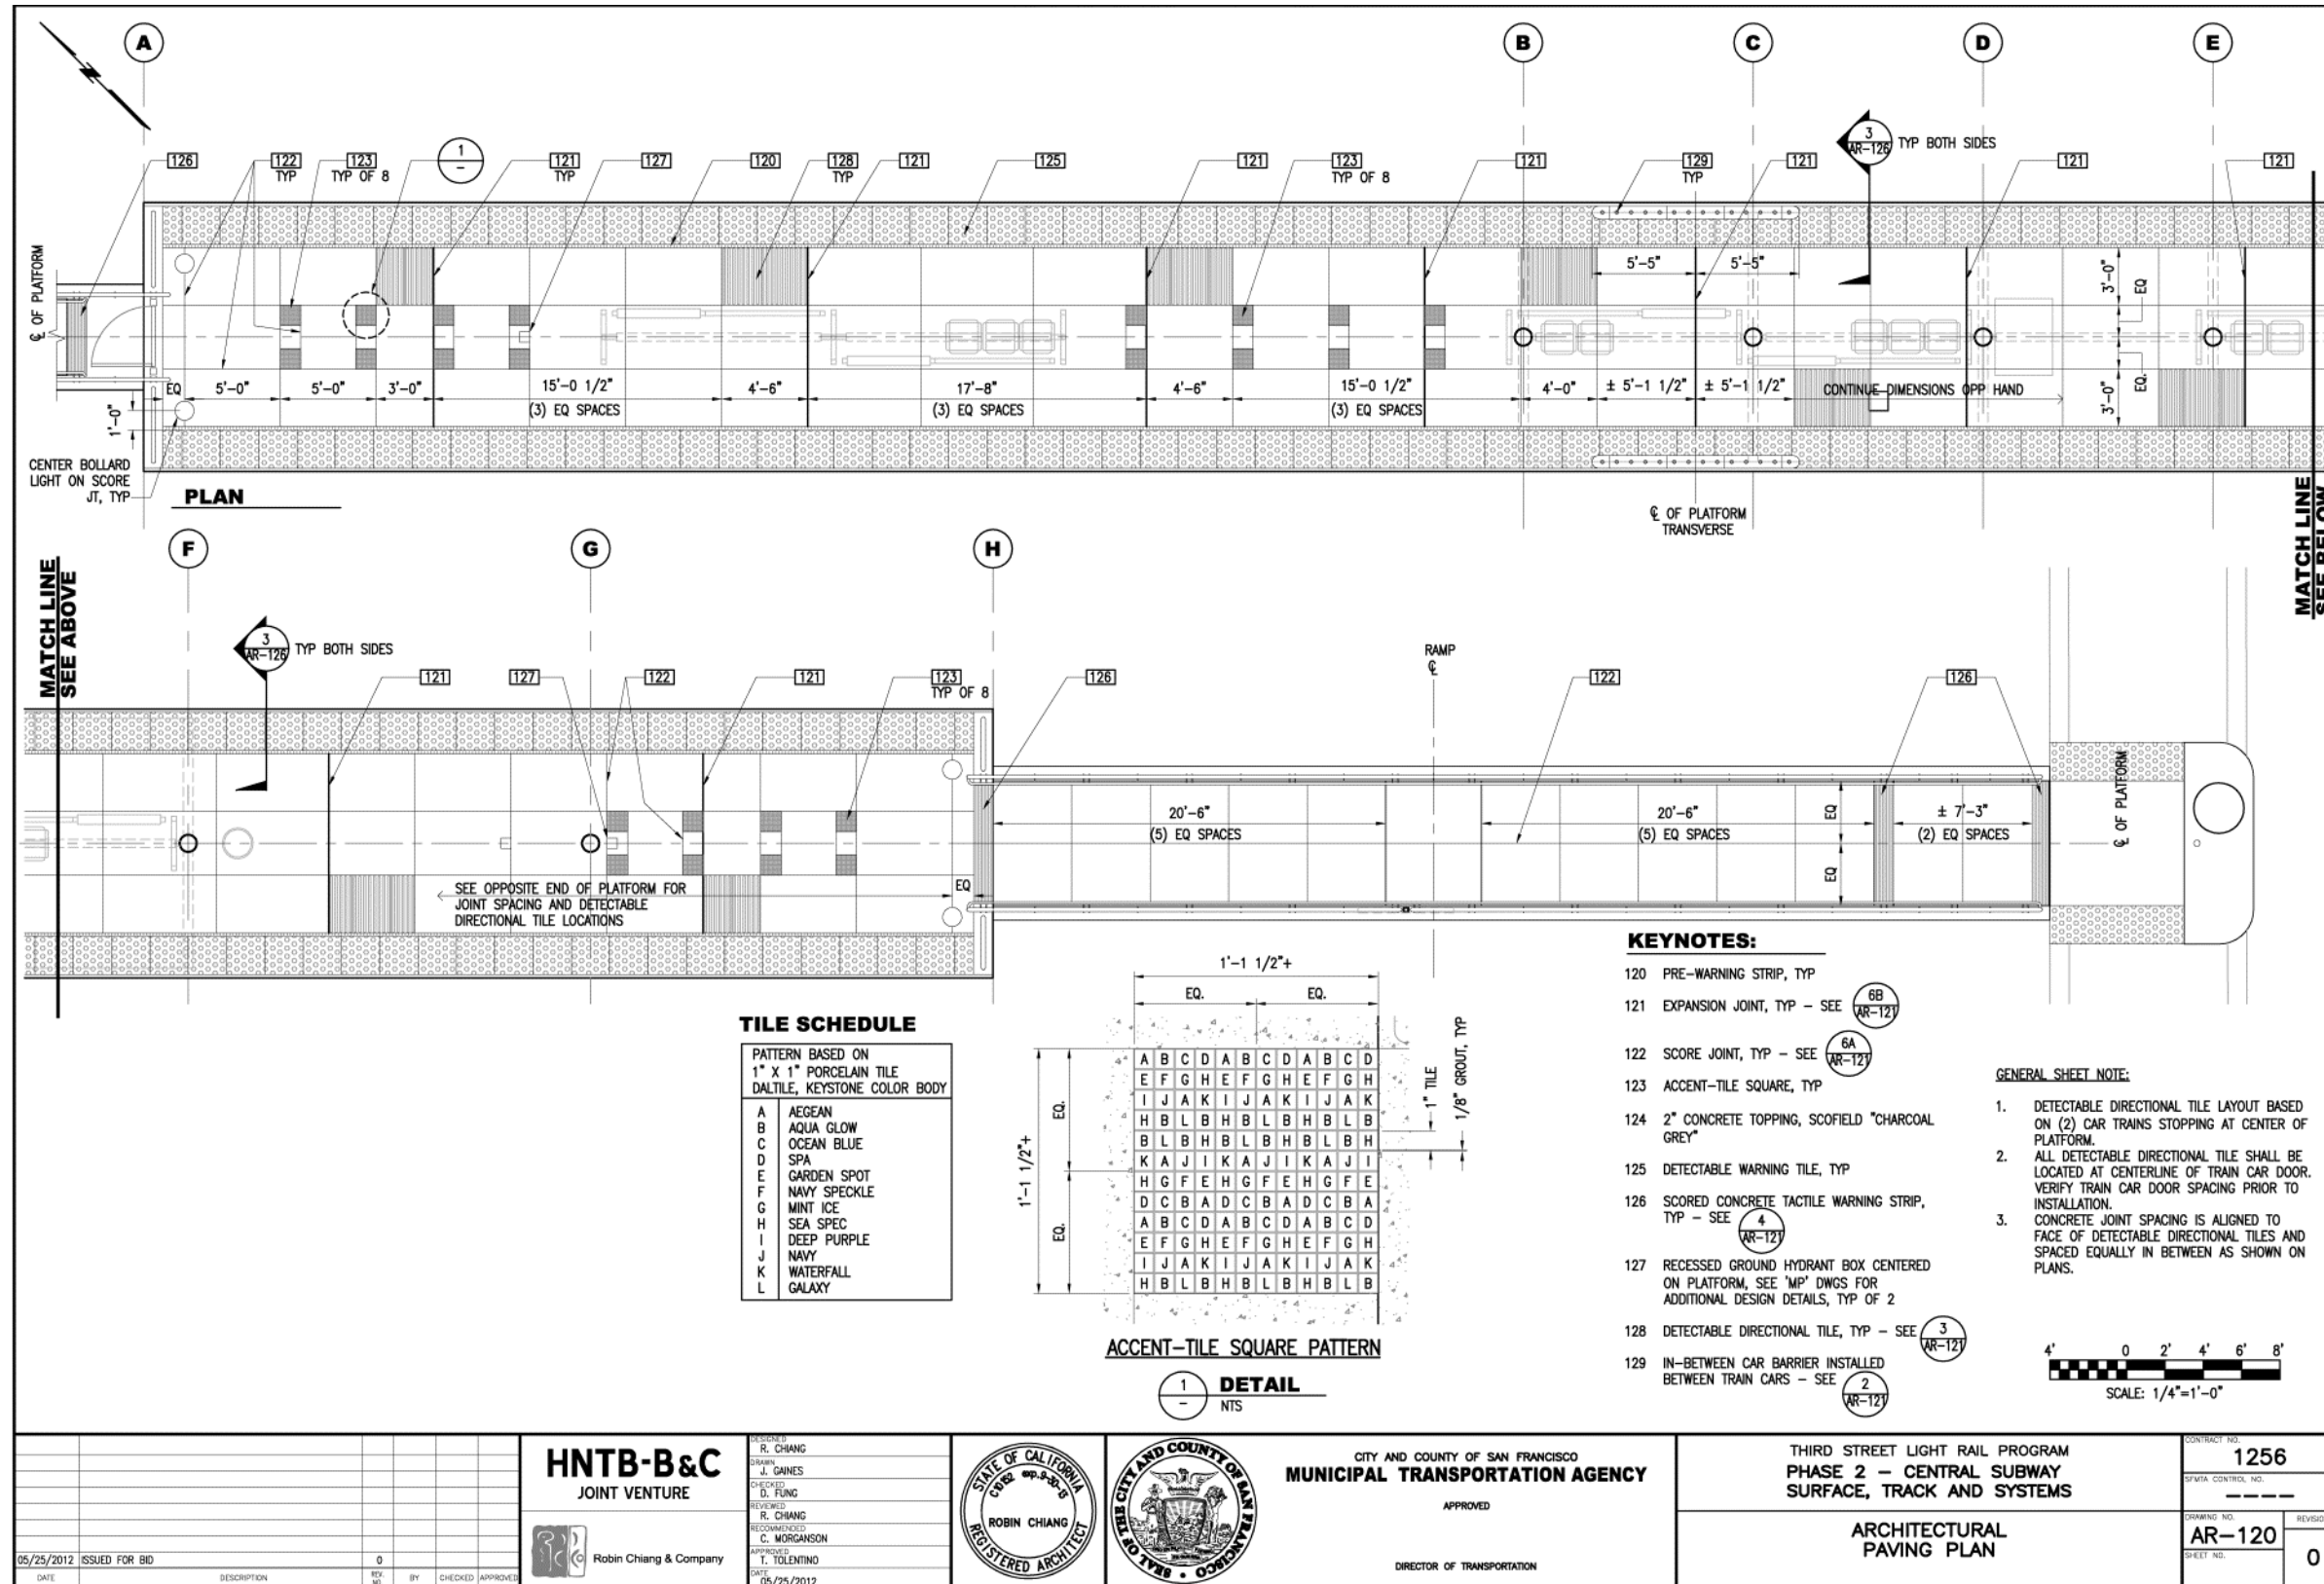 A
B
C
D
E
126
122
TYP
123
TYP OF 8
1
–
121
TYP
127
120
128
TYP
121
125
121
123
TYP OF 8
121
129
TYP
121
3
AR-126
TYP BOTH SIDES
121
121
℄ OF PLATFORM
5'-5"
5'-5"
3'-0"
EQ
EQ
5'-0"
5'-0"
3'-0"
15'-0 1/2"
(3) EQ SPACES
4'-6"
17'-8"
(3) EQ SPACES
4'-6"
15'-0 1/2"
(3) EQ SPACES
4'-0"
± 5'-1 1/2"
± 5'-1 1/2"
CONTINUE DIMENSIONS OPP HAND
3'-0"
EQ.
1'-0"
CENTER BOLLARD
LIGHT ON SCORE
JT, TYP
PLAN
℄ OF PLATFORM
TRANSVERSE
MATCH LINE
SEE BELOW
F
G
H
MATCH LINE
SEE ABOVE
3
AR-126
TYP BOTH SIDES
121
127
122
121
123
TYP OF 8
126
RAMP
℄
122
126
20'-6"
(5) EQ SPACES
20'-6"
(5) EQ SPACES
EQ
EQ
± 7'-3"
(2) EQ SPACES
℄ OF PLATFORM
SEE OPPOSITE END OF PLATFORM FOR
JOINT SPACING AND DETECTABLE
DIRECTIONAL TILE LOCATIONS
EQ
TILE SCHEDULE
PATTERN BASED ON
1" X 1" PORCELAIN TILE
DALTILE, KEYSTONE COLOR BODY
A AEGEAN
B AQUA GLOW
C OCEAN BLUE
D SPA
E GARDEN SPOT
F NAVY SPECKLE
G MINT ICE
H SEA SPEC
I DEEP PURPLE
J NAVY
K WATERFALL
L GALAXY
1'-1 1/2"+
EQ.
EQ.
1'-1 1/2"+
EQ.
EQ.
A B C D A B C D A B C D
E F G H E F G H E F G H
I J A K I J A K I J A K
H B L B H B L B H B L B
B L B H B L B H B L B H
K A J I K A J I K A J I
H G F E H G F E H G F E
D C B A D C B A D C B A
A B C D A B C D A B C D
E F G H E F G H E F G H
I J A K I J A K I J A K
H B L B H B L B H B L B
1" TILE
1/8" GROUT, TYP
ACCENT-TILE SQUARE PATTERN
1
–
DETAIL
NTS
KEYNOTES:
120 PRE-WARNING STRIP, TYP
121 EXPANSION JOINT, TYP – SEE 6B AR-121
122 SCORE JOINT, TYP – SEE 6A AR-121
123 ACCENT-TILE SQUARE, TYP
124 2" CONCRETE TOPPING, SCOFIELD "CHARCOAL
GREY"
125 DETECTABLE WARNING TILE, TYP
126 SCORED CONCRETE TACTILE WARNING STRIP,
TYP – SEE 4 AR-121
127 RECESSED GROUND HYDRANT BOX CENTERED
ON PLATFORM, SEE 'MP' DWGS FOR
ADDITIONAL DESIGN DETAILS, TYP OF 2
128 DETECTABLE DIRECTIONAL TILE, TYP – SEE 3 AR-121
129 IN-BETWEEN CAR BARRIER INSTALLED
BETWEEN TRAIN CARS – SEE 2 AR-121
GENERAL SHEET NOTE:
1. DETECTABLE DIRECTIONAL TILE LAYOUT BASED
ON (2) CAR TRAINS STOPPING AT CENTER OF
PLATFORM.
2. ALL DETECTABLE DIRECTIONAL TILE SHALL BE
LOCATED AT CENTERLINE OF TRAIN CAR DOOR.
VERIFY TRAIN CAR DOOR SPACING PRIOR TO
INSTALLATION.
3. CONCRETE JOINT SPACING IS ALIGNED TO
FACE OF DETECTABLE DIRECTIONAL TILES AND
SPACED EQUALLY IN BETWEEN AS SHOWN ON
PLANS.
4' 0 2' 4' 6' 8'
SCALE: 1/4"=1'-0"
05/25/2012 ISSUED FOR BID 0
DATE DESCRIPTION REV. NO. BY CHECKED APPROVED
HNTB-B&C
JOINT VENTURE
Robin Chiang & Company
DESIGNED
R. CHIANG
DRAWN
J. GAINES
CHECKED
D. FUNG
REVIEWED
R. CHIANG
RECOMMENDED
C. MORGANSON
APPROVED
T. TOLENTINO
DATE
05/25/2012
STATE OF CALIFORNIA
C10162 exp.9-30-13
ROBIN CHIANG
REGISTERED ARCHITECT
SEAL OF THE CITY AND COUNTY OF SAN FRANCISCO
CITY AND COUNTY OF SAN FRANCISCO
MUNICIPAL TRANSPORTATION AGENCY
APPROVED
DIRECTOR OF TRANSPORTATION
THIRD STREET LIGHT RAIL PROGRAM
PHASE 2 – CENTRAL SUBWAY
SURFACE, TRACK AND SYSTEMS
ARCHITECTURAL
PAVING PLAN
CONTRACT NO.
1256
SFMTA CONTROL NO.
----
DRAWING NO.
AR-120
SHEET NO.
0